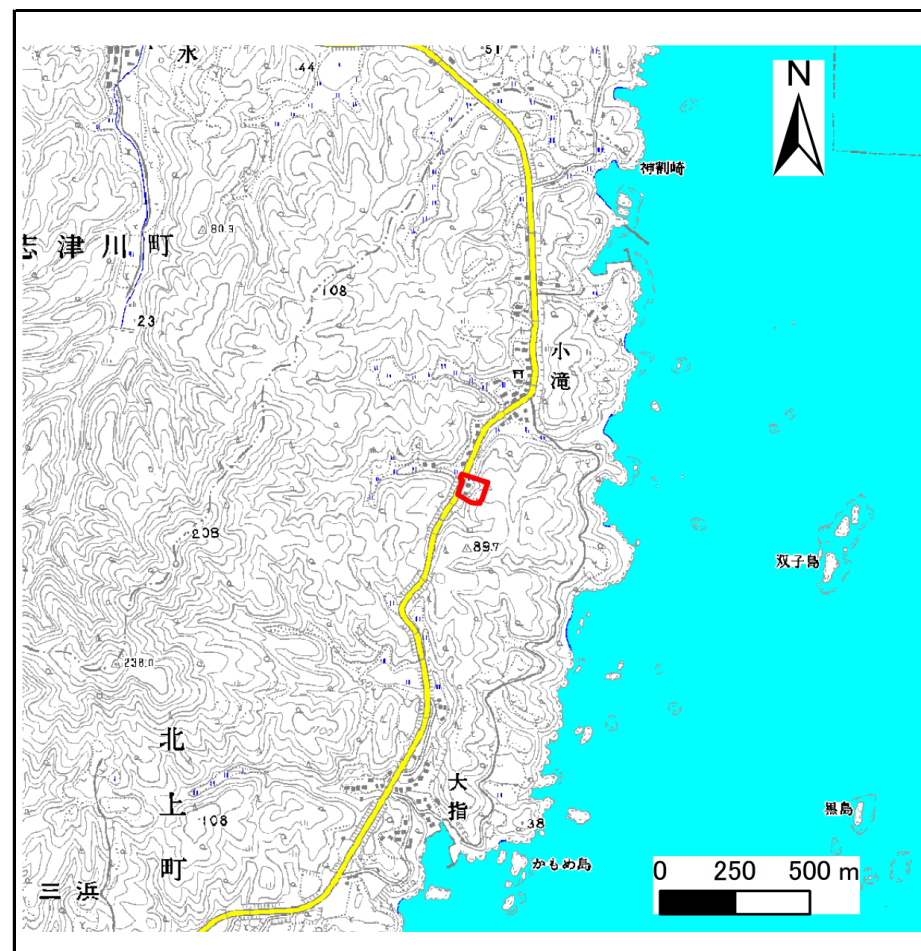 水
·51
·44
N
神割崎
志津川町
△80.3
·108
·23
小滝
·208
△89.7
双子島
△238.0
北上町
大指
·108
·38
黒島
かもめ島
三浜
0 250 500 m